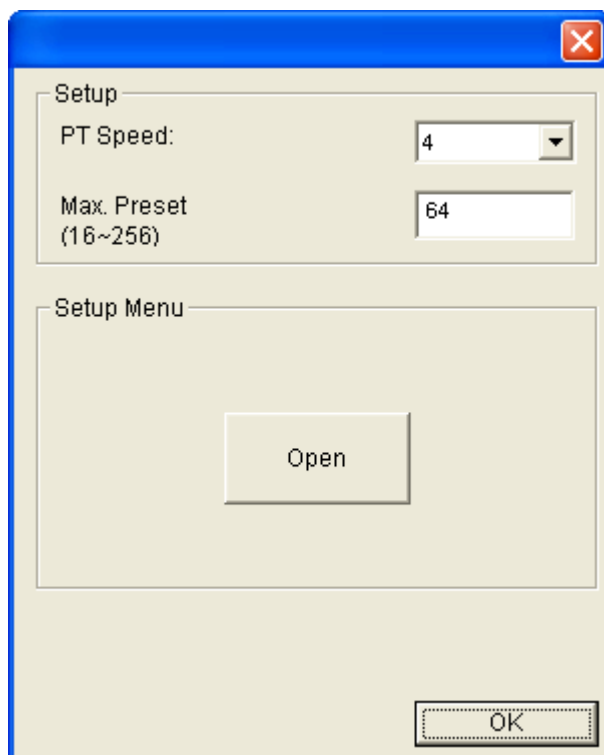 Setup
PT Speed:
4
Max. Preset
(16~256)
64
Setup Menu
Open
OK